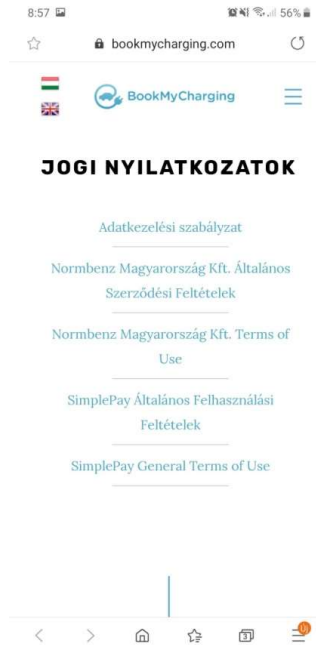 8:57
56%
bookmycharging.com
BookMyCharging
JOGI NYILATKOZATOK
Adatkezelési szabályzat
Normbenz Magyarország Kft. Általános
Szerződési Feltételek
Normbenz Magyarország Kft. Terms of
Use
SimplePay Általános Felhasználási
Feltételek
SimplePay General Terms of Use
3
Új